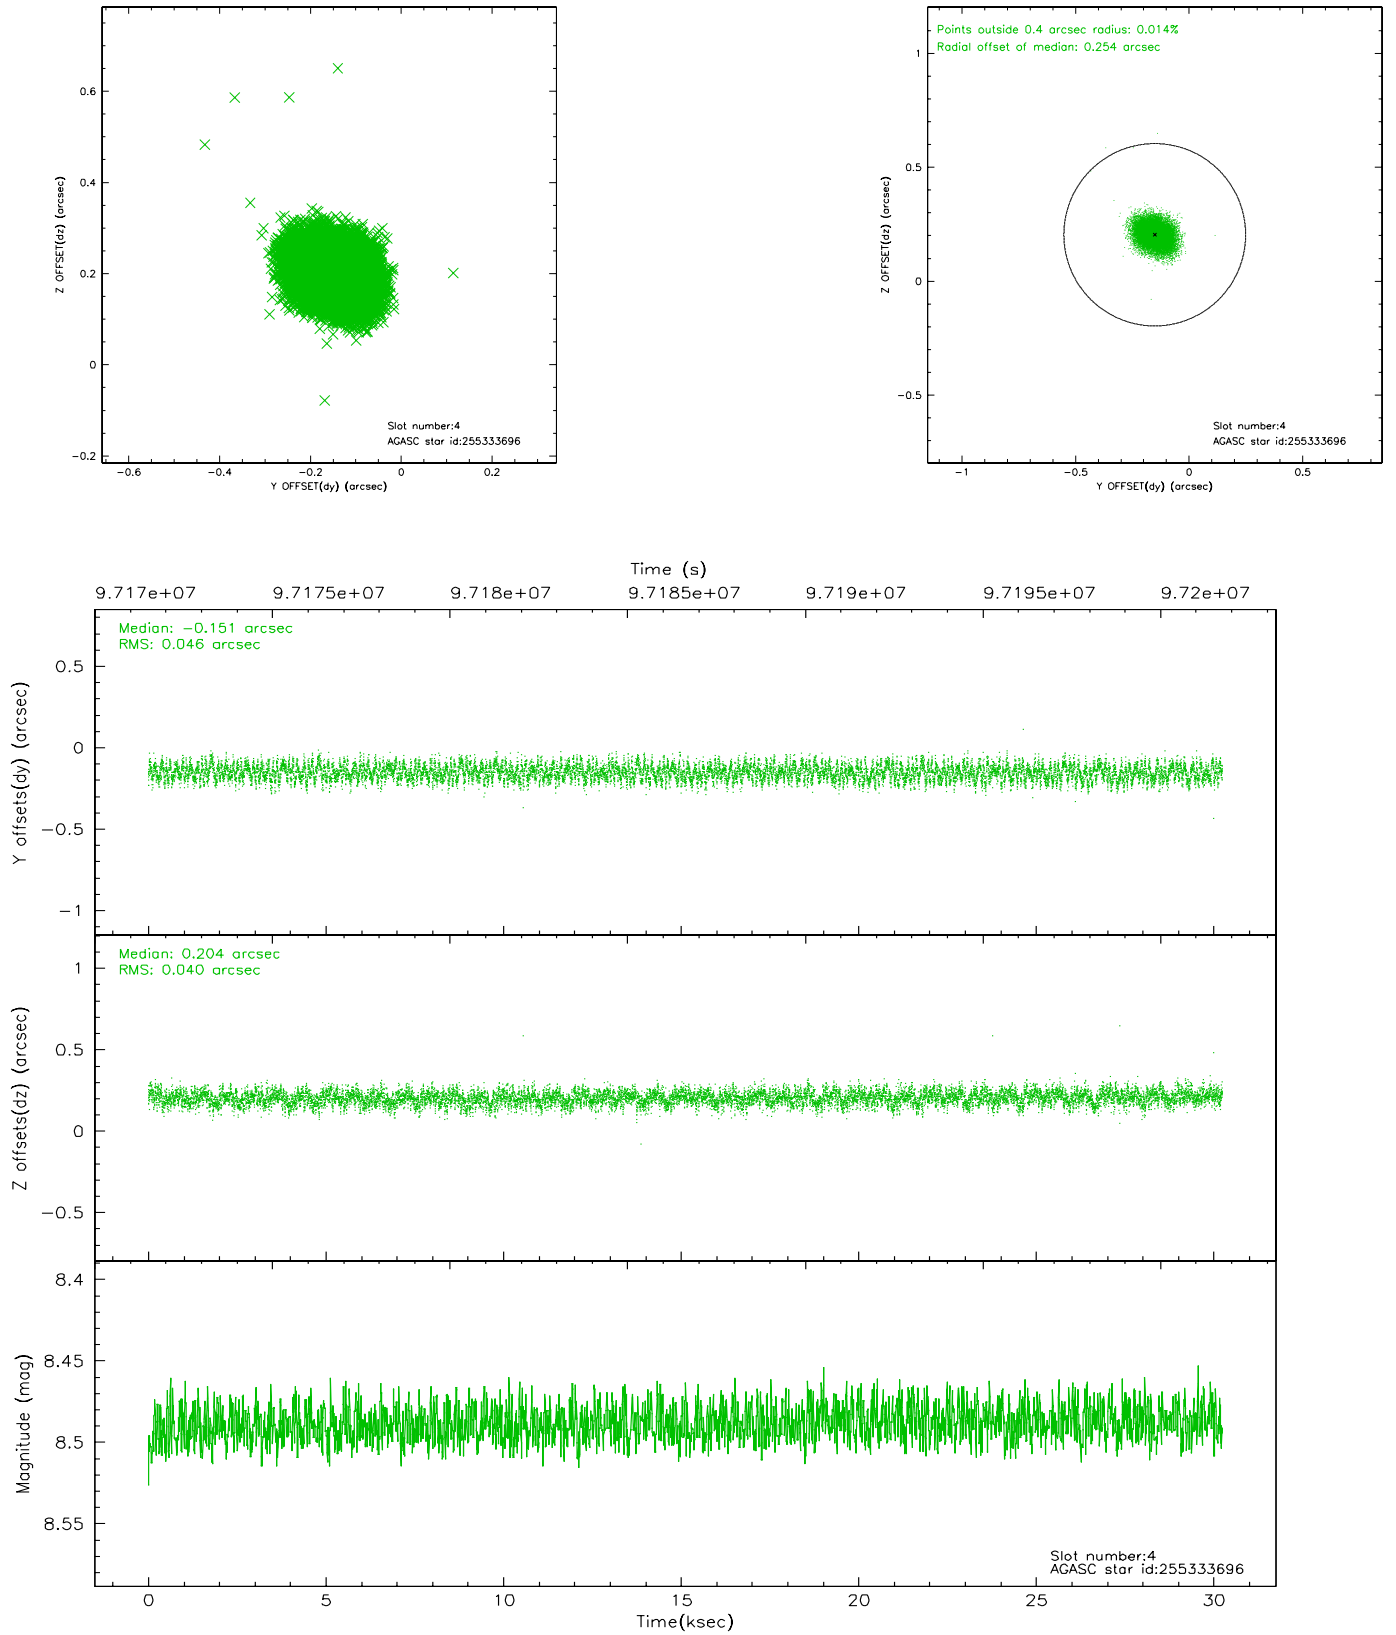 0.6
0.4
0.2
0
-0.2
Z OFFSET(dz) (arcsec)
-0.6 -0.4 -0.2 0 0.2
Y OFFSET(dy) (arcsec)
Slot number:4
AGASC star id:255333696
Points outside 0.4 arcsec radius: 0.014%
Radial offset of median: 0.254 arcsec
1
0.5
0
-0.5
Z OFFSET(dz) (arcsec)
-1 -0.5 0 0.5
Y OFFSET(dy) (arcsec)
Slot number:4
AGASC star id:255333696
Time (s)
9.717e+07 9.7175e+07 9.718e+07 9.7185e+07 9.719e+07 9.7195e+07 9.72e+07
Median: -0.151 arcsec
RMS: 0.046 arcsec
0.5
0
-0.5
-1
Y offsets(dy) (arcsec)
Median: 0.204 arcsec
RMS: 0.040 arcsec
1
0.5
0
-0.5
Z offsets(dz) (arcsec)
8.4
8.45
8.5
8.55
Magnitude (mag)
Slot number:4
AGASC star id:255333696
0 5 10 15 20 25 30
Time(ksec)